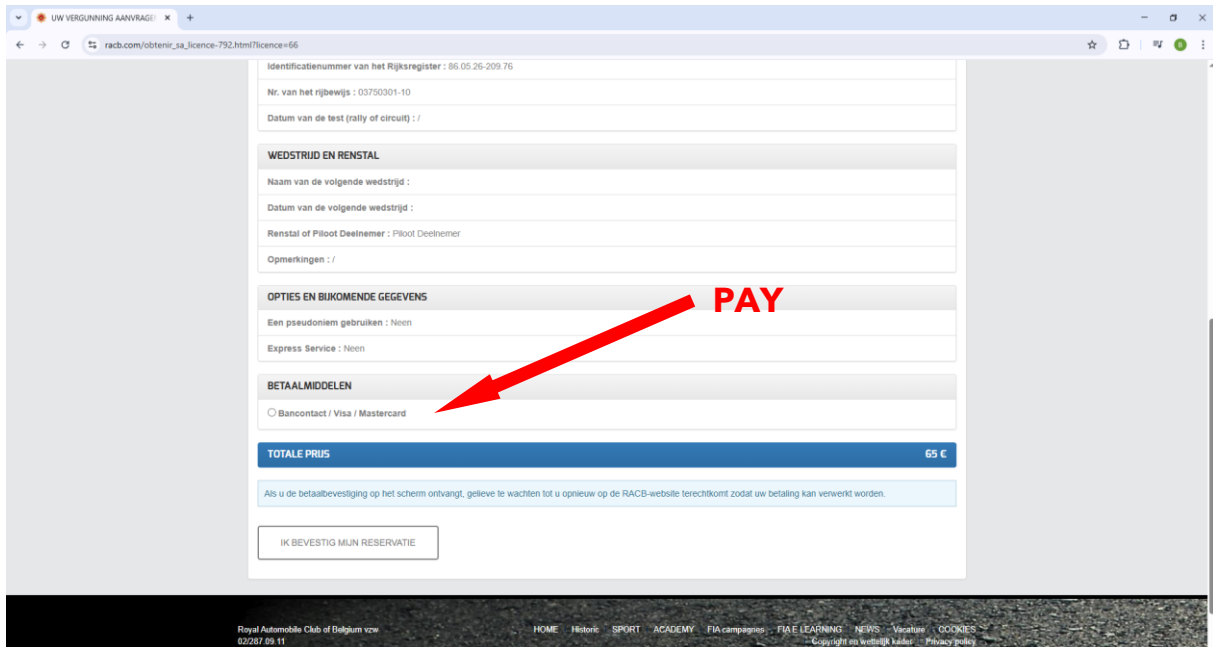 UW VERGUNNING AANVRAGEN
racb.com/obtenir_sa_licence-792.html?licence=66
Identificatienummer van het Rijksregister : 86.05.26-209.76
Nr. van het rijbewijs : 03750301-10
Datum van de test (rally of circuit) : /
WEDSTRIJD EN RENSTAL
Naam van de volgende wedstrijd :
Datum van de volgende wedstrijd :
Renstal of Piloot Deelnemer : Piloot Deelnemer
Opmerkingen : /
OPTIES EN BIJKOMENDE GEGEVENS
PAY
Een pseudoniem gebruiken : Neen
Express Service : Neen
BETAALMIDDELEN
Bancontact / Visa / Mastercard
TOTALE PRIJS 65 €
Als u de betaalbevestiging op het scherm ontvangt, gelieve te wachten tot u opnieuw op de RACB-website terechtkomt zodat uw betaling kan verwerkt worden.
IK BEVESTIG MIJN RESERVATIE
Royal Automobile Club of Belgium vzw HOME Historic SPORT ACADEMY FIA campagnes FIA E LEARNING NEWS Vacature COOKIES
02/287.09.11 Copyright en wettelijk kader Privacy policy